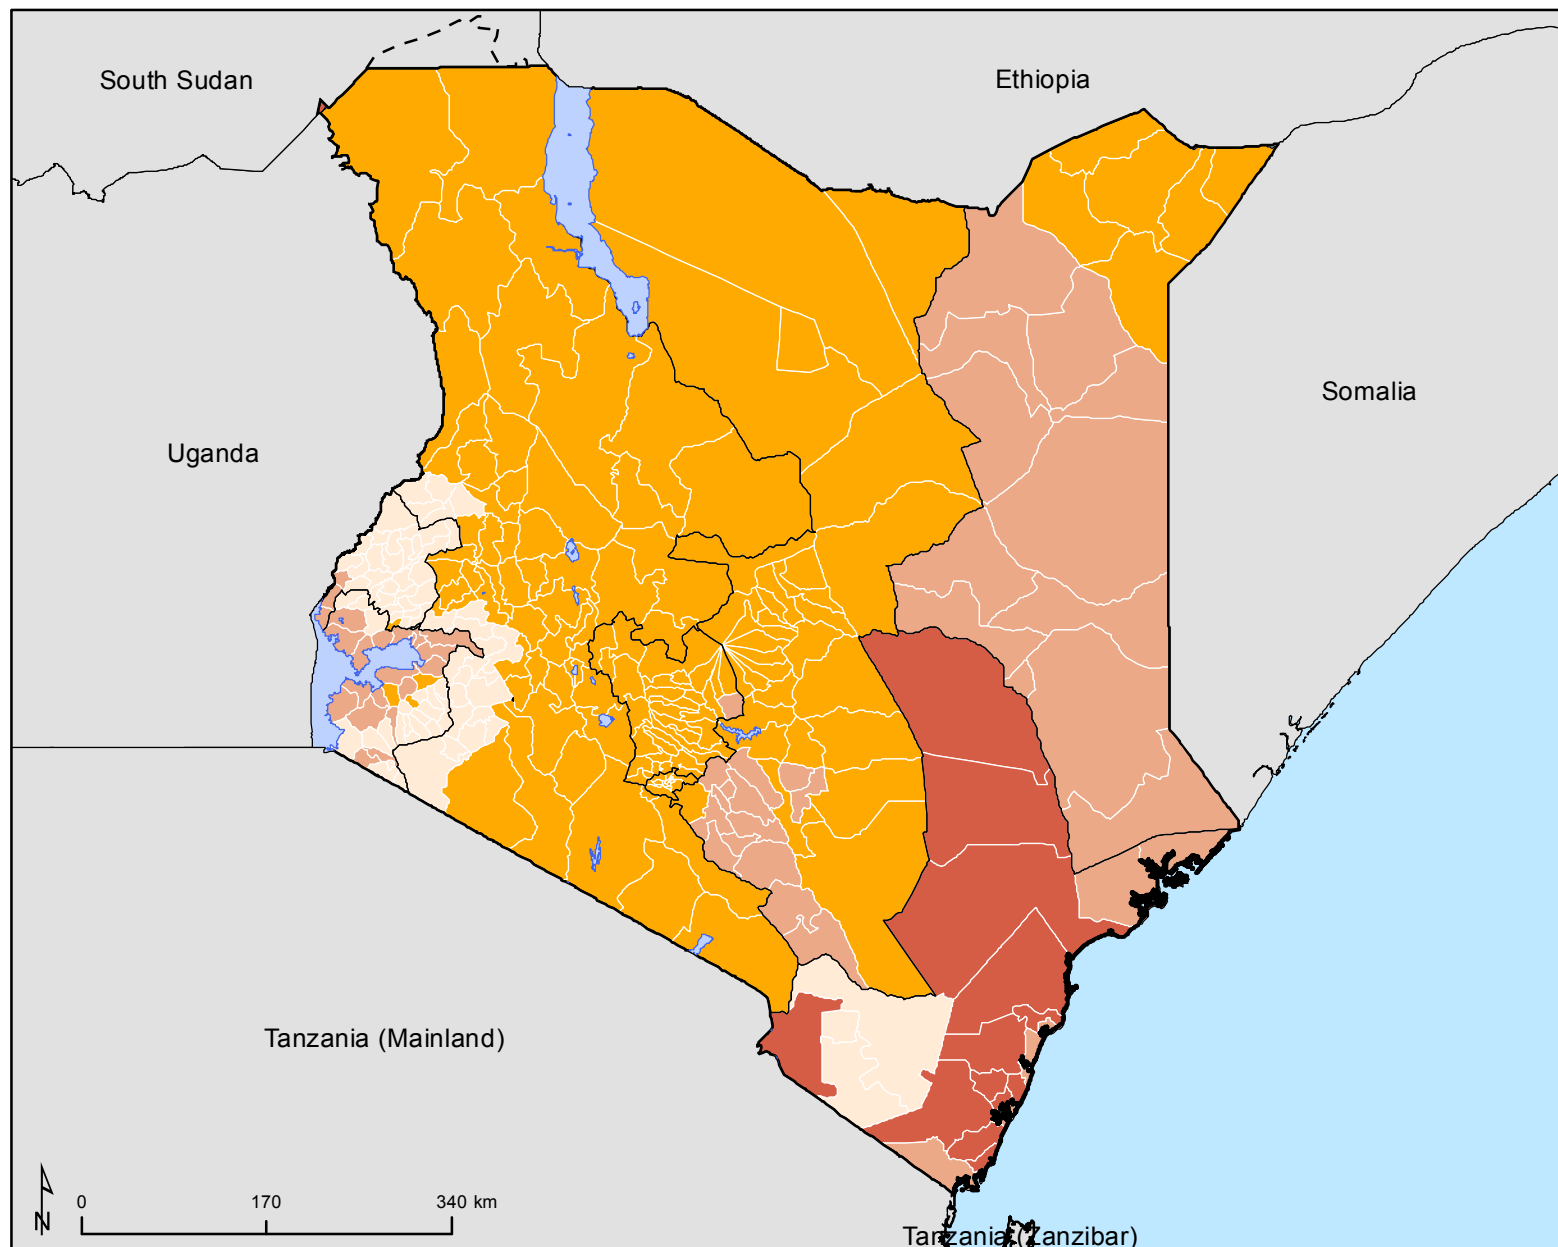 South Sudan
Ethiopia
Somalia
Uganda
Tanzania (Mainland)
N
0 170 340 km
Tanzania (Zanzibar)